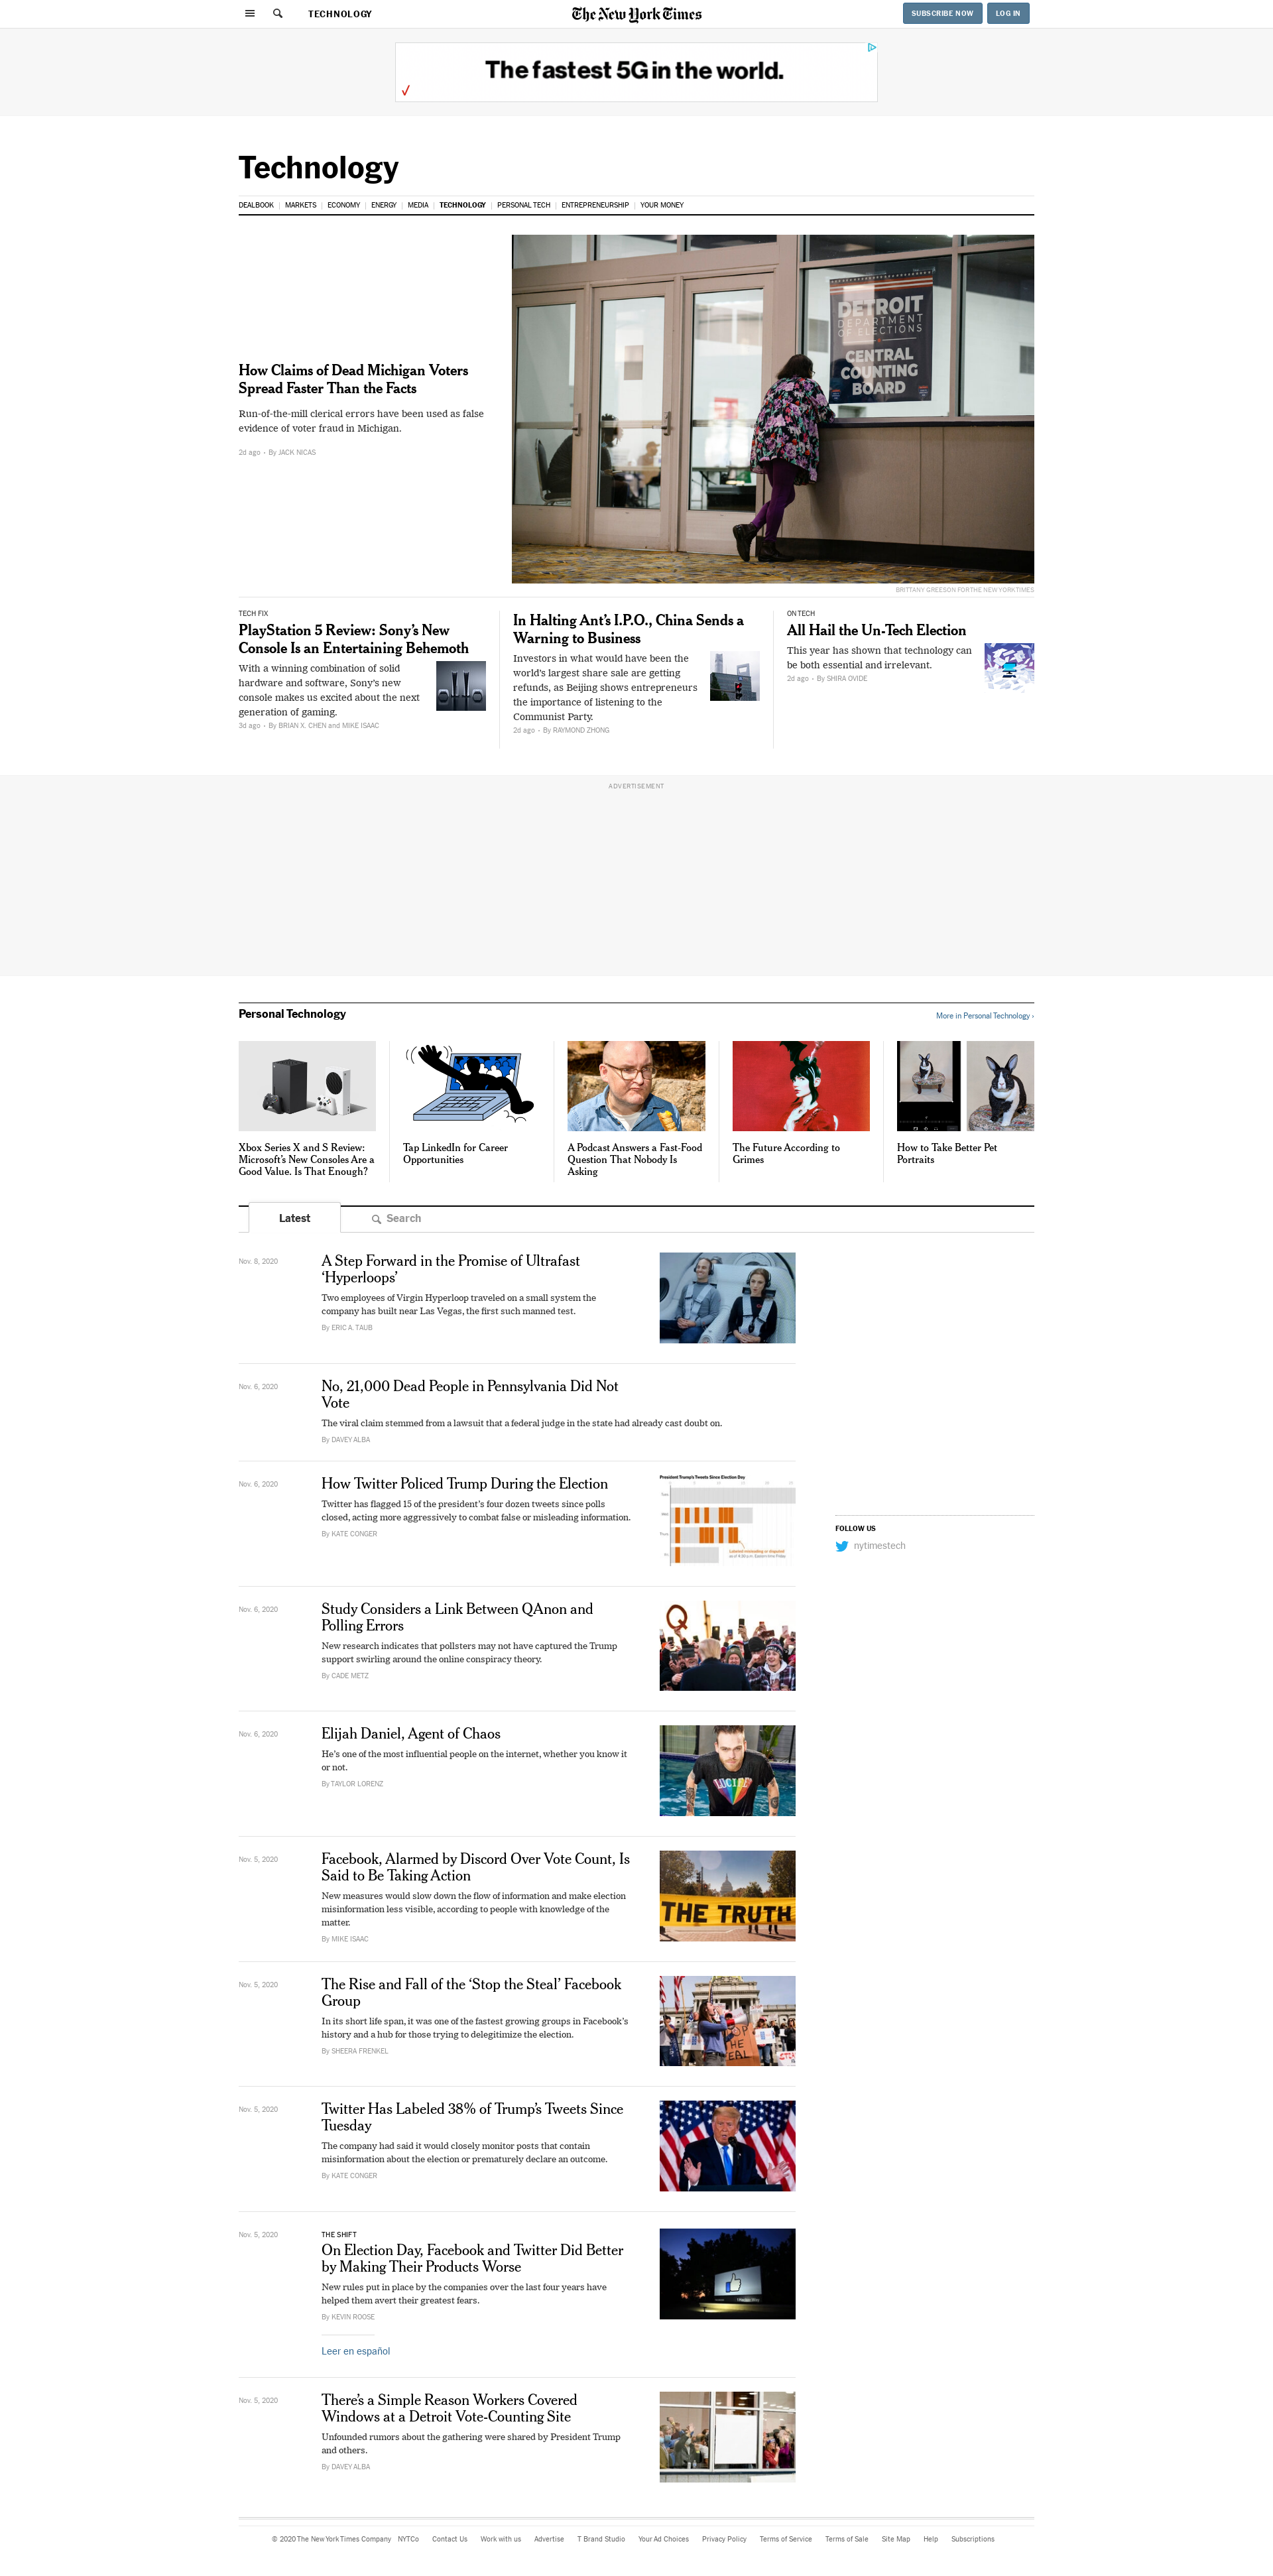 TECHNOLOGY
The New York Times
SUBSCRIBE NOW
LOG IN
The fastest 5G in the world.
Technology
DEALBOOK
MARKETS
ECONOMY
ENERGY
MEDIA
TECHNOLOGY
PERSONAL TECH
ENTREPRENEURSHIP
YOUR MONEY
DETROIT
DEPARTMENT
OF ELECTIONS
CENTRAL
COUNTING
BOARD
How Claims of Dead Michigan Voters
Spread Faster Than the Facts
Run-of-the-mill clerical errors have been used as false
evidence of voter fraud in Michigan.
2d ago • By JACK NICAS
BRITTANY GREESON FOR THE NEW YORK TIMES
TECH FIX
PlayStation 5 Review: Sony’s New
Console Is an Entertaining Behemoth
With a winning combination of solid
hardware and software, Sony’s new
console makes us excited about the next
generation of gaming.
3d ago • By BRIAN X. CHEN and MIKE ISAAC
In Halting Ant’s I.P.O., China Sends a
Warning to Business
Investors in what would have been the
world’s largest share sale are getting
refunds, as Beijing shows entrepreneurs
the importance of listening to the
Communist Party.
2d ago • By RAYMOND ZHONG
ON TECH
All Hail the Un-Tech Election
This year has shown that technology can
be both essential and irrelevant.
2d ago • By SHIRA OVIDE
ADVERTISEMENT
Personal Technology
More in Personal Technology ›
Xbox Series X and S Review:
Microsoft’s New Consoles Are a
Good Value. Is That Enough?
Tap LinkedIn for Career
Opportunities
A Podcast Answers a Fast-Food
Question That Nobody Is
Asking
The Future According to
Grimes
How to Take Better Pet
Portraits
Latest
Search
Nov. 8, 2020
A Step Forward in the Promise of Ultrafast
‘Hyperloops’
Two employees of Virgin Hyperloop traveled on a small system the
company has built near Las Vegas, the first such manned test.
By ERIC A. TAUB
Nov. 6, 2020
No, 21,000 Dead People in Pennsylvania Did Not
Vote
The viral claim stemmed from a lawsuit that a federal judge in the state had already cast doubt on.
By DAVEY ALBA
Nov. 6, 2020
How Twitter Policed Trump During the Election
Twitter has flagged 15 of the president’s four dozen tweets since polls
closed, acting more aggressively to combat false or misleading information.
By KATE CONGER
President Trump's Tweets Since Election Day
FOLLOW US
nytimestech
Nov. 6, 2020
Study Considers a Link Between QAnon and
Polling Errors
New research indicates that pollsters may not have captured the Trump
support swirling around the online conspiracy theory.
By CADE METZ
Q
Nov. 6, 2020
Elijah Daniel, Agent of Chaos
He’s one of the most influential people on the internet, whether you know it
or not.
By TAYLOR LORENZ
Nov. 5, 2020
Facebook, Alarmed by Discord Over Vote Count, Is
Said to Be Taking Action
New measures would slow down the flow of information and make election
misinformation less visible, according to people with knowledge of the
matter.
By MIKE ISAAC
THE TRUTH
Nov. 5, 2020
The Rise and Fall of the ‘Stop the Steal’ Facebook
Group
In its short life span, it was one of the fastest growing groups in Facebook’s
history and a hub for those trying to delegitimize the election.
By SHEERA FRENKEL
Nov. 5, 2020
Twitter Has Labeled 38% of Trump’s Tweets Since
Tuesday
The company had said it would closely monitor posts that contain
misinformation about the election or prematurely declare an outcome.
By KATE CONGER
Nov. 5, 2020
THE SHIFT
On Election Day, Facebook and Twitter Did Better
by Making Their Products Worse
New rules put in place by the companies over the last four years have
helped them avert their greatest fears.
By KEVIN ROOSE
Leer en español
Nov. 5, 2020
There’s a Simple Reason Workers Covered
Windows at a Detroit Vote-Counting Site
Unfounded rumors about the gathering were shared by President Trump
and others.
By DAVEY ALBA
© 2020 The New York Times Company
NYTCo
Contact Us
Work with us
Advertise
T Brand Studio
Your Ad Choices
Privacy Policy
Terms of Service
Terms of Sale
Site Map
Help
Subscriptions